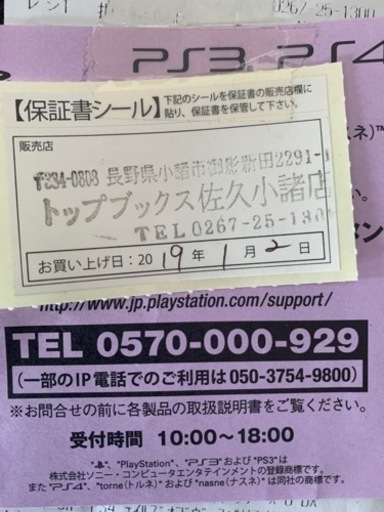 0267-25-1300
PS3, PS4
【保証書シール】
下記のシールを保証書の販売店欄に
貼り、保証書を保管して下さい。
販売店
長野県小諸市御影新田2291-
トップブックス佐久小諸店
TEL 0267-25-130
お買い上げ日:2019年1月2日
http://www.jp.playstation.com/support/
TEL 0570-000-929
(一部のIP電話でのご利用は050-3754-9800)
※お問合せの前に各製品の取扱説明書をご覧ください。
受付時間 10:00~18:00
"PlayStation"、"PS3"および"PS3"は
株式会社ソニー・コンピュータエンタテインメントの登録商標です。
また"PS4"、"torne(トルネ)"および"nasne(ナスネ)"は
同社の商標です。